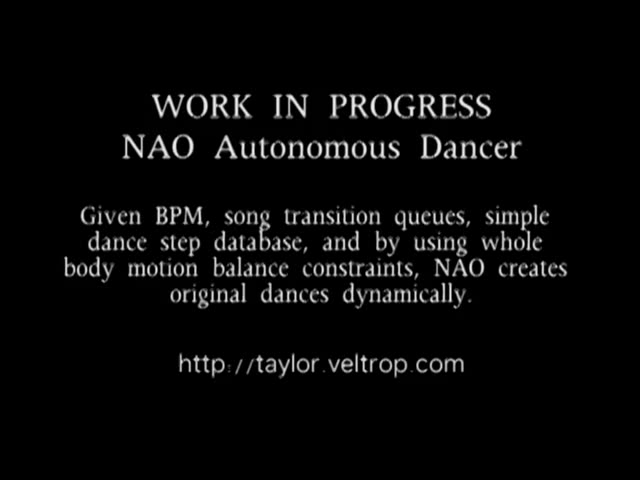 WORK IN PROGRESS
NAO Autonomous Dancer
Given BPM, song transition queues, simple
dance step database, and by using whole
body motion balance constraints, NAO creates
original dances dynamically.
http://taylor.veltrop.com